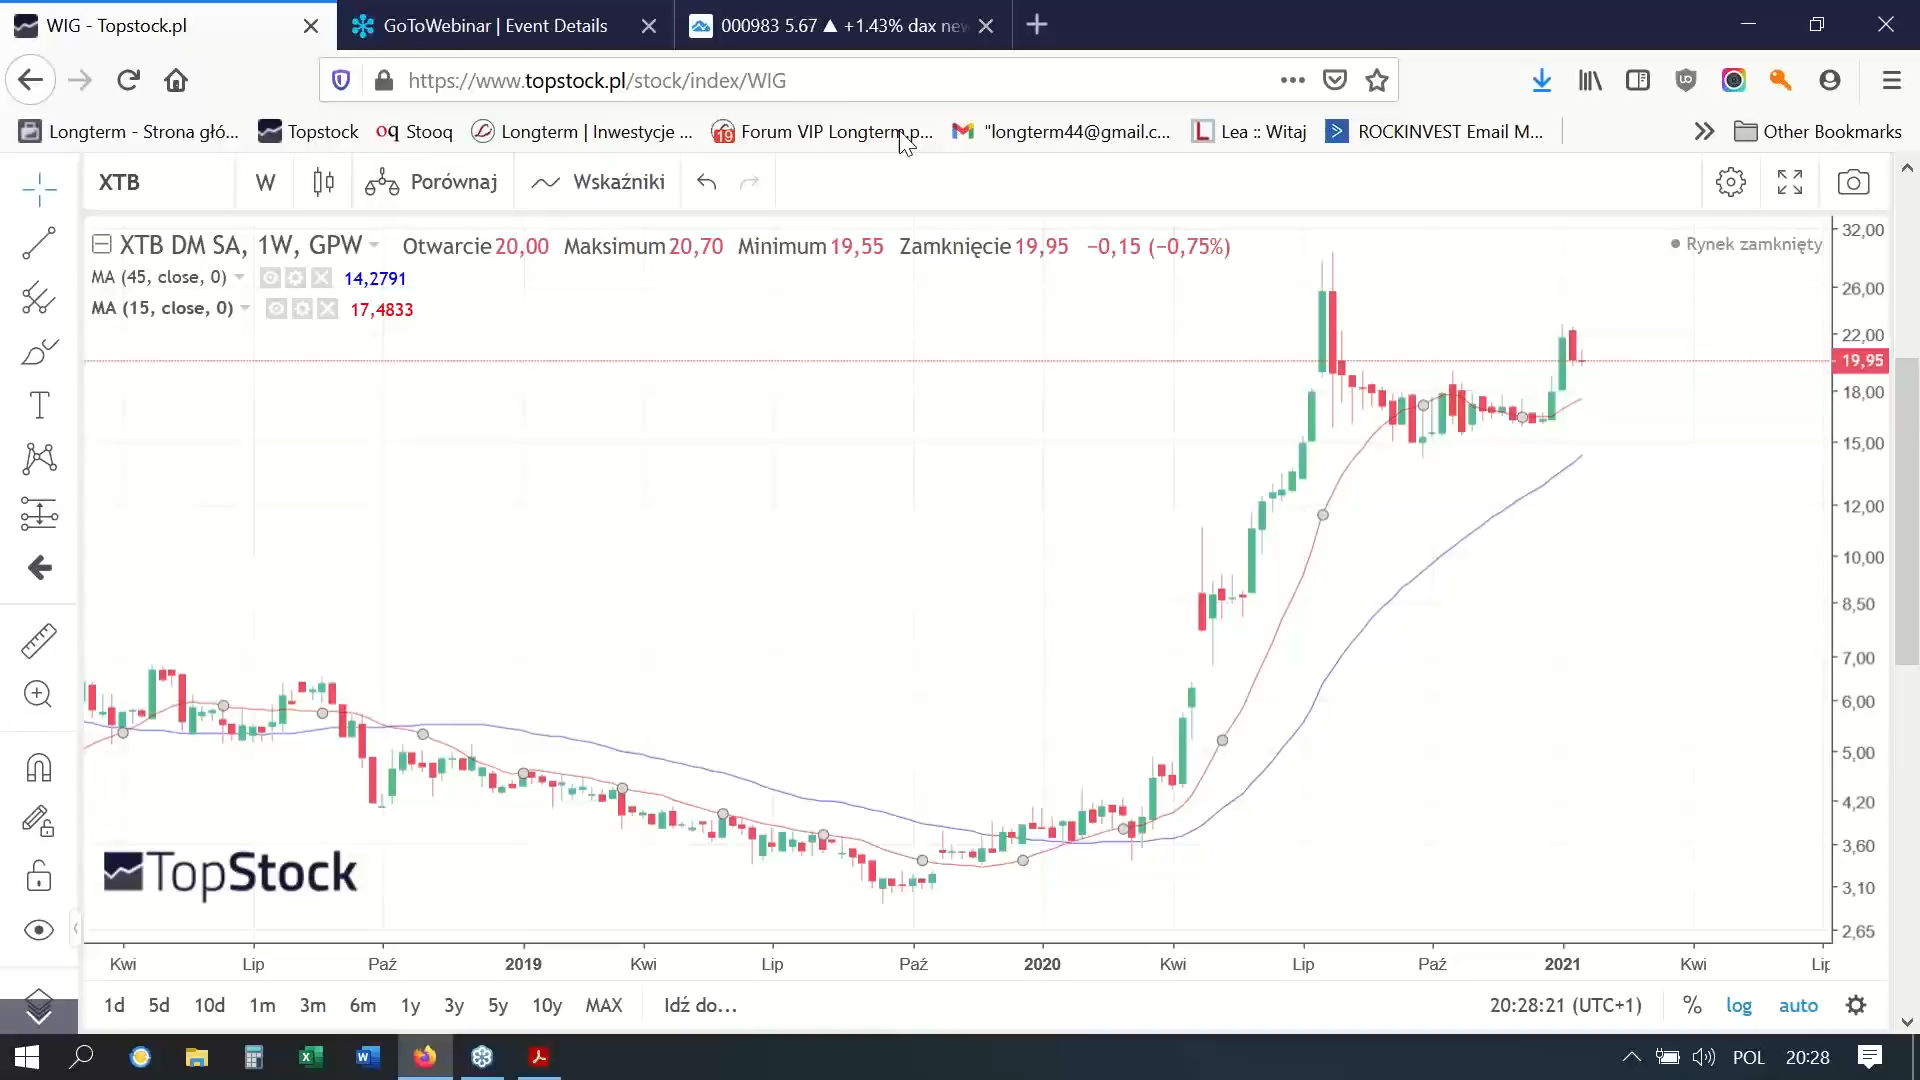 WIG - Topstock.pl
GoToWebinar | Event Details
000983 5.67 ▲ +1.43% dax new
https://www.topstock.pl/stock/index/WIG
Longterm - Strona głó...
Topstock
oq Stooq
Longterm | Inwestycje ...
19 Forum VIP Longterm.p...
"longterm44@gmail.c...
L Lea :: Witaj
ROCKINVEST Email M...
Other Bookmarks
XTB
W
Porównaj
Wskaźniki
XTB DM SA, 1W, GPW
Otwarcie 20,00 Maksimum 20,70 Minimum 19,55 Zamknięcie 19,95 −0,15 (−0,75%)
Rynek zamknięty
MA (45, close, 0) 14,2791
MA (15, close, 0) 17,4833
32,00
26,00
22,00
19,95
18,00
15,00
12,00
10,00
8,50
7,00
6,00
5,00
4,20
3,60
3,10
2,65
TopStock
Kwi Lip Paź 2019 Kwi Lip Paź 2020 Kwi Lip Paź 2021 Kwi Lip
1d 5d 10d 1m 3m 6m 1y 3y 5y 10y MAX Idź do...
20:28:21 (UTC+1) % log auto
POL 20:28